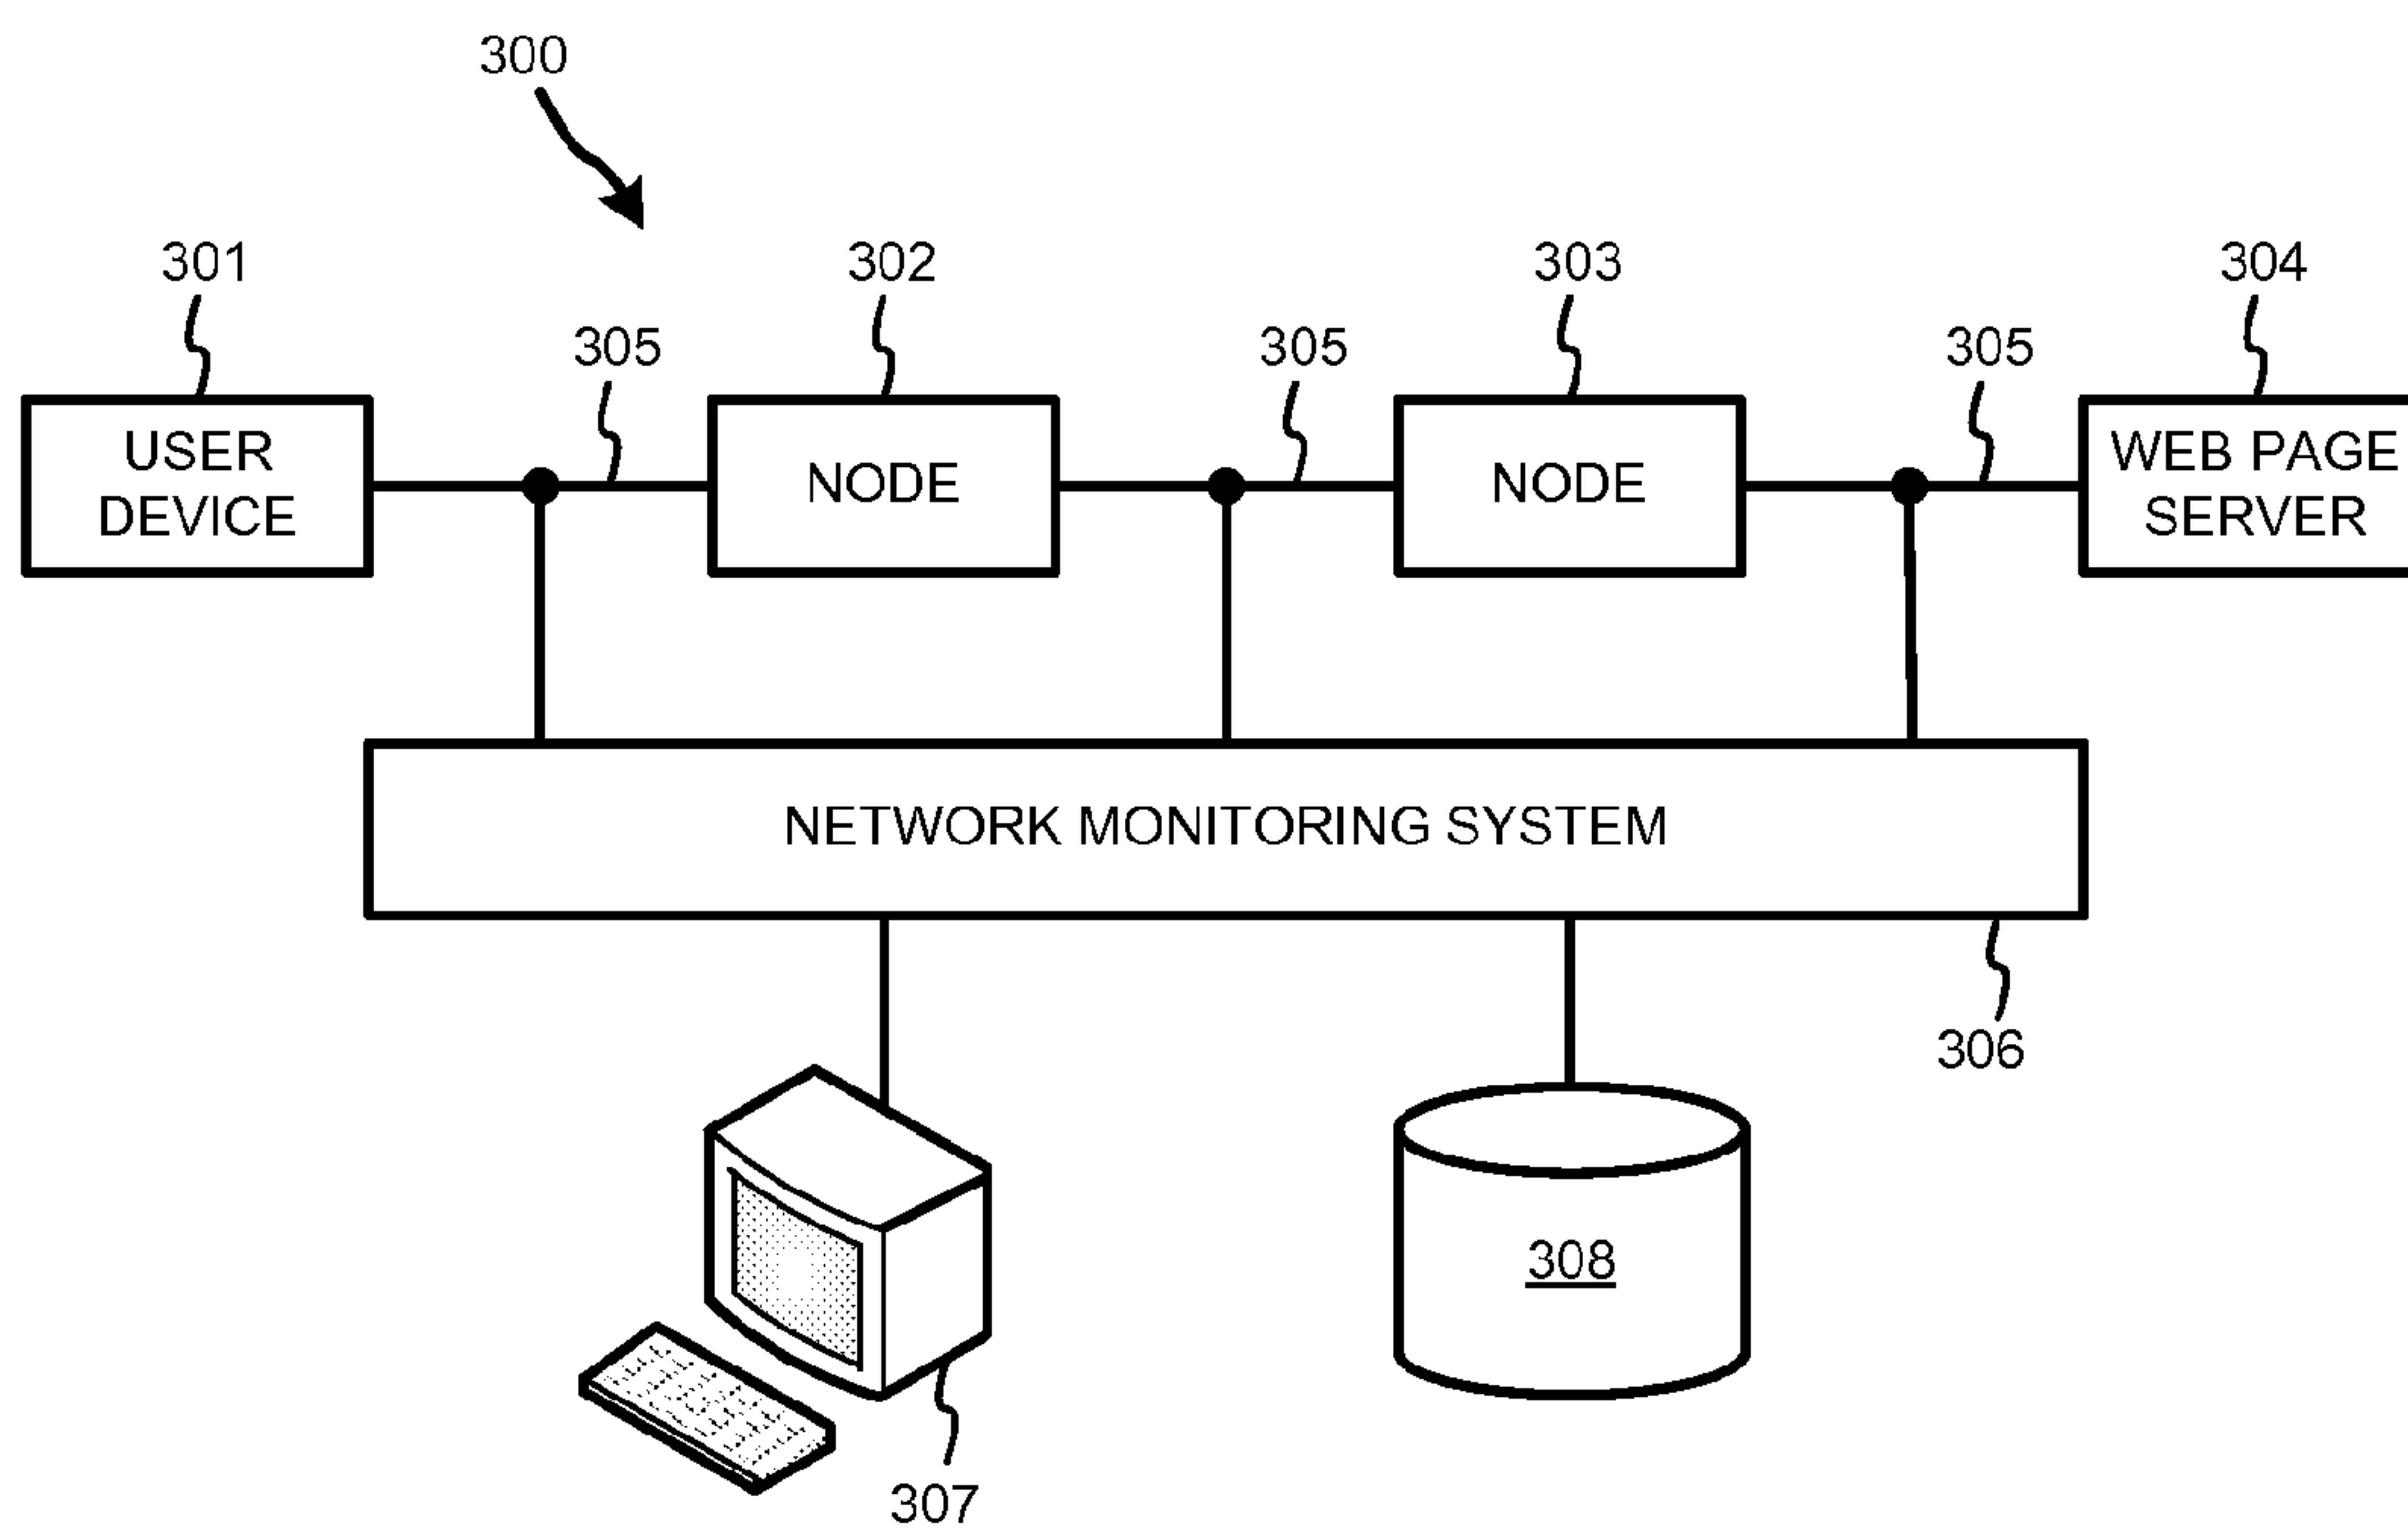 300
301
302
303
304
305
305
305
USER
DEVICE
NODE
NODE
WEB PAGE
SERVER
NETWORK MONITORING SYSTEM
306
308
307